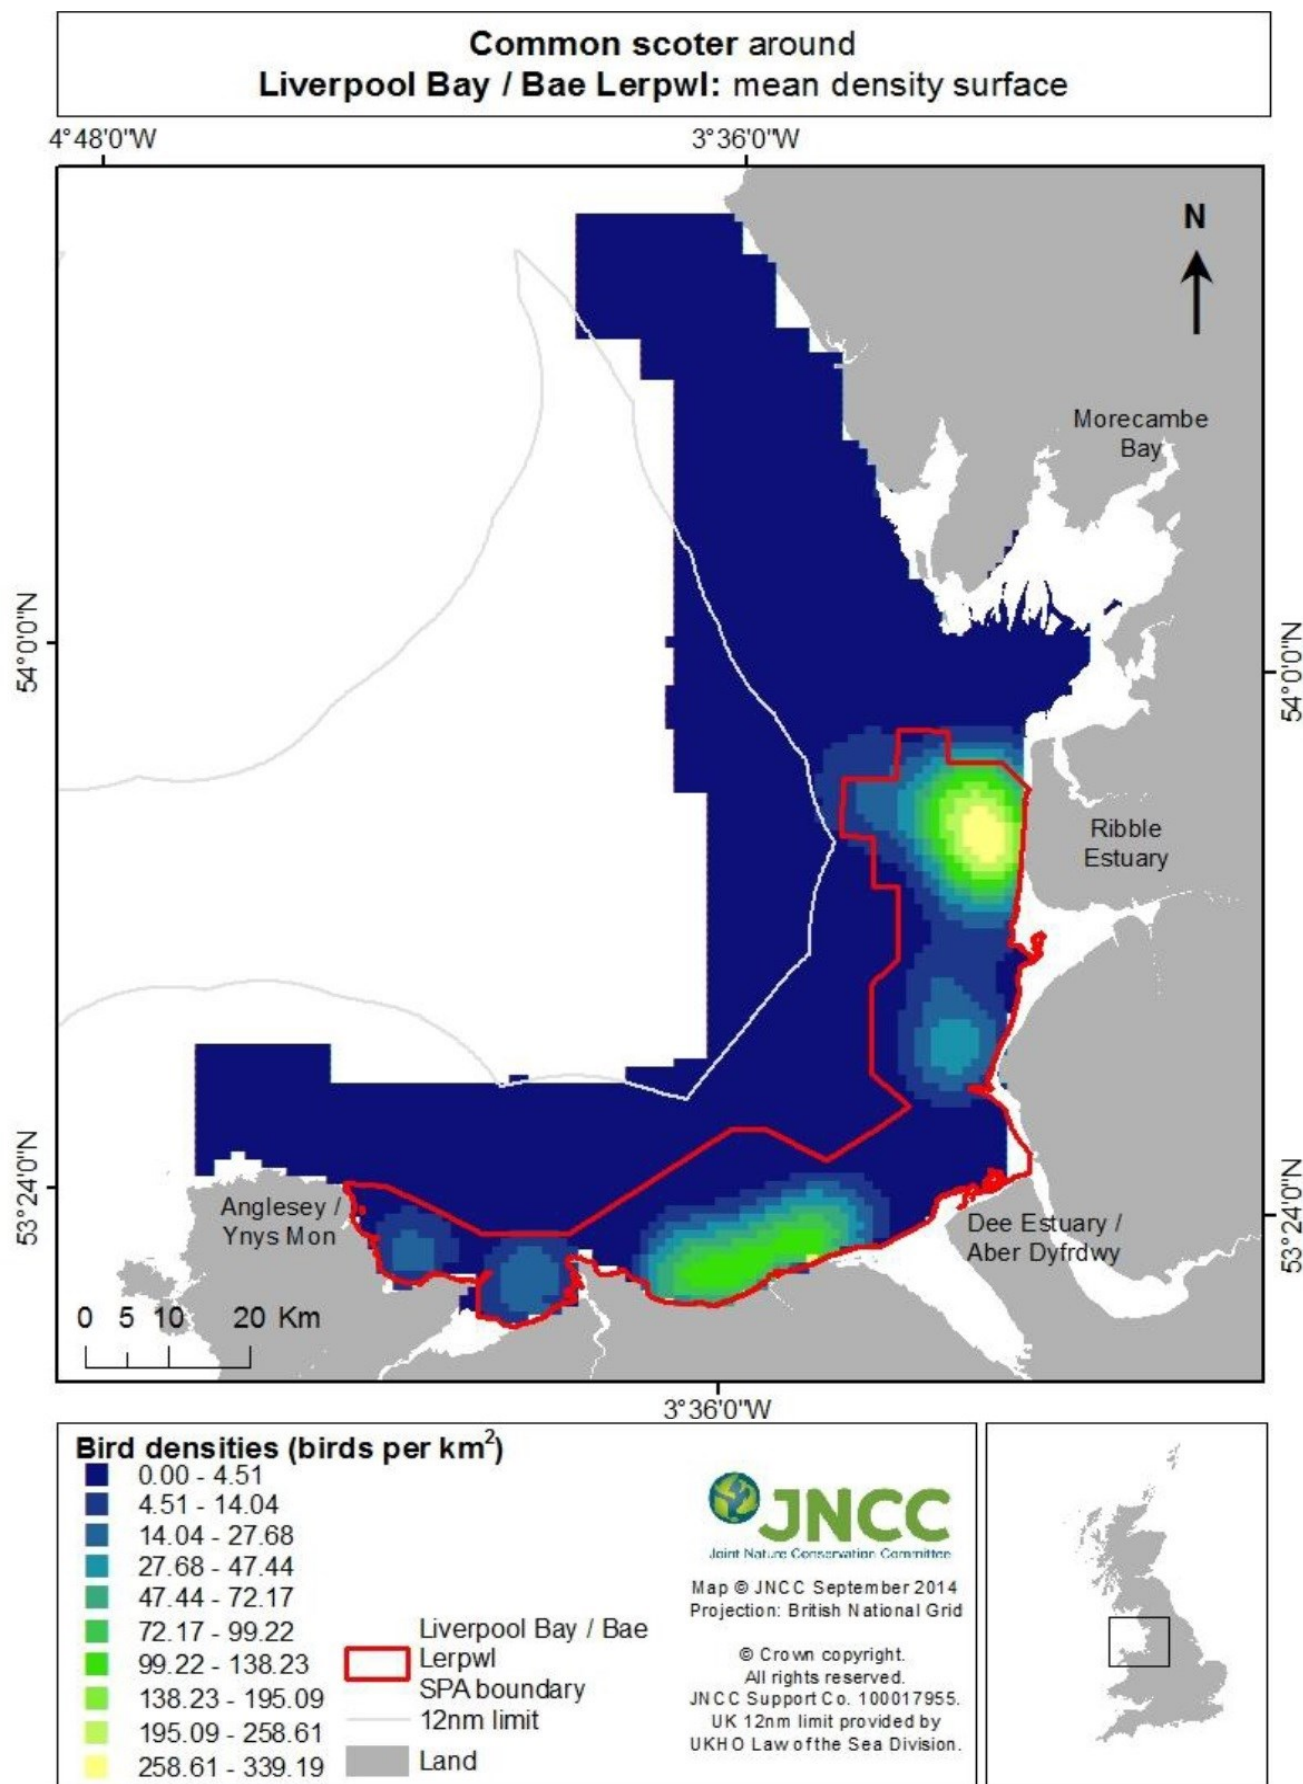 Common scoter around
Liverpool Bay / Bae Lerpwl: mean density surface
4°48'0"W
3°36'0"W
N
Morecambe
Bay
54°0'0"N
54°0'0"N
Ribble
Estuary
53°24'0"N
53°24'0"N
Anglesey /
Ynys Mon
Dee Estuary /
Aber Dyfrdwy
0 5 10 20 Km
3°36'0"W
Bird densities (birds per km²)
0.00 - 4.51
4.51 - 14.04
14.04 - 27.68
27.68 - 47.44
47.44 - 72.17
72.17 - 99.22
99.22 - 138.23
138.23 - 195.09
195.09 - 258.61
258.61 - 339.19
Liverpool Bay / Bae
Lerpwl
SPA boundary
12nm limit
Land
JNCC
Joint Nature Conservation Committee
Map © JNCC September 2014
Projection: British National Grid
© Crown copyright.
All rights reserved.
JNCC Support Co. 100017955.
UK 12nm limit provided by
UKHO Law of the Sea Division.